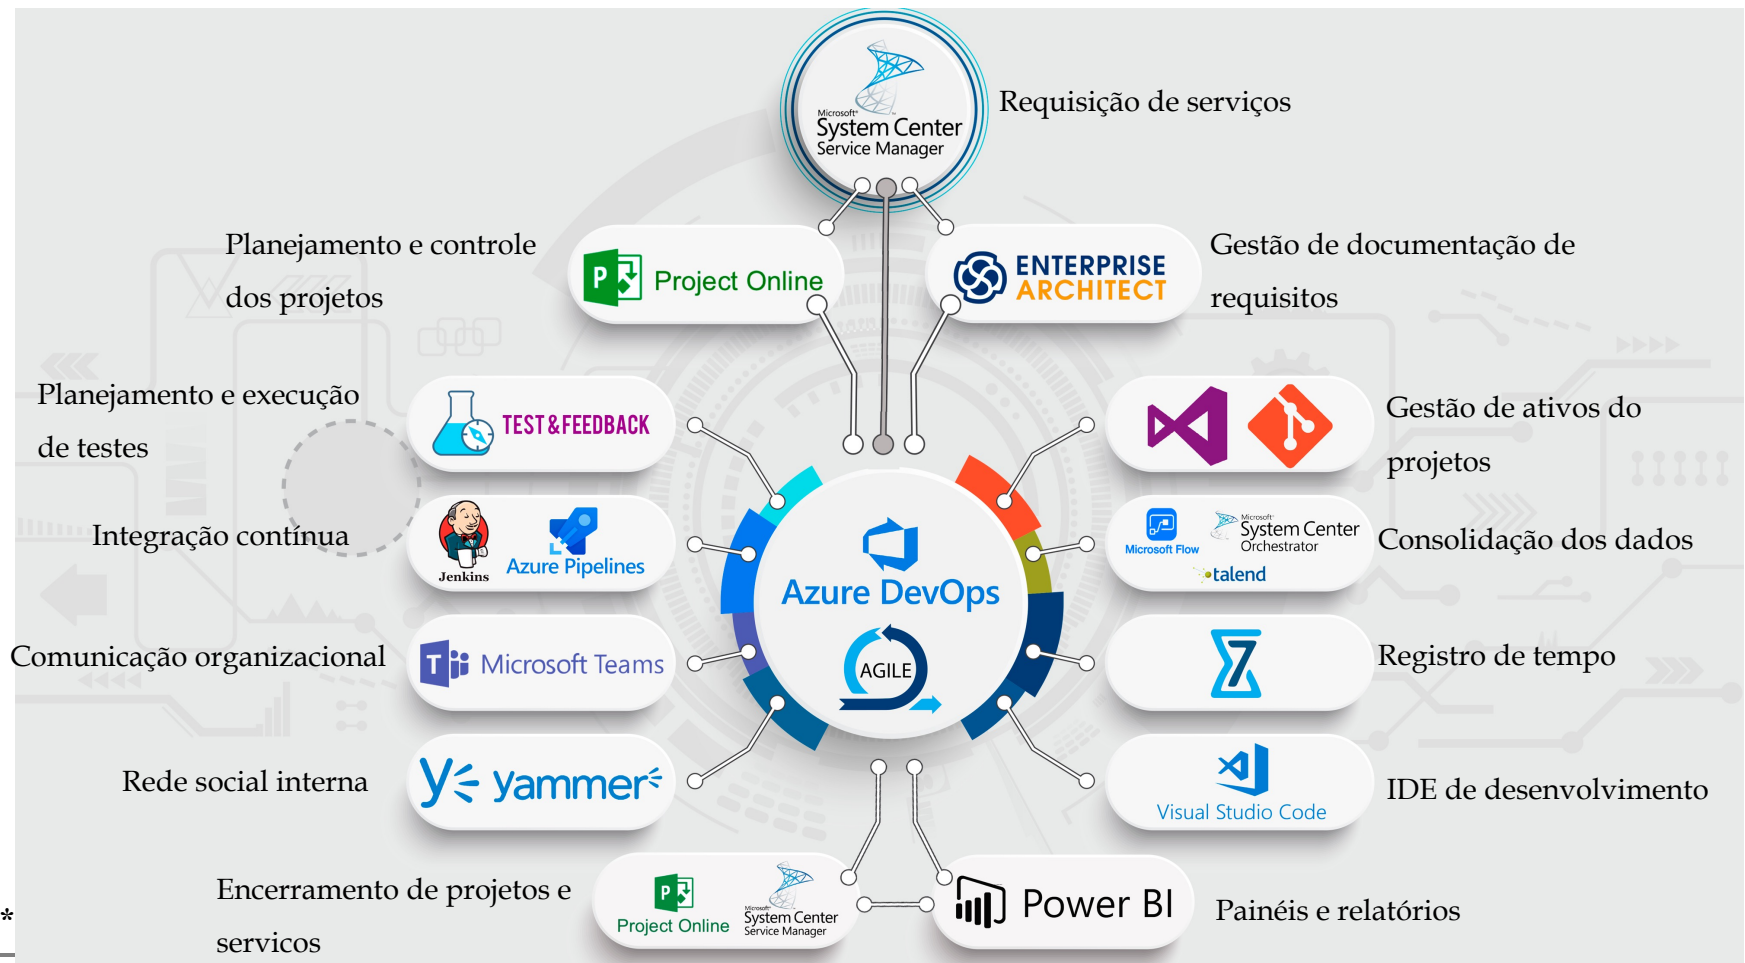 Microsoft®
System Center
Service Manager
Requisição de serviços
Planejamento e controle
dos projetos
P
Project Online
ENTERPRISE
ARCHITECT
Gestão de documentação de
requisitos
Planejamento e execução
de testes
TEST & FEEDBACK
Gestão de ativos do
projetos
Integração contínua
Jenkins
Azure Pipelines
Azure DevOps
AGILE
Microsoft Flow
Microsoft®
System Center
Orchestrator
talend
Consolidação dos dados
Comunicação organizacional
T
Microsoft Teams
7
Registro de tempo
Rede social interna
yammer
Visual Studio Code
IDE de desenvolvimento
Encerramento de projetos e
servicos
P
Project Online
Microsoft®
System Center
Service Manager
Power BI
Painéis e relatórios
*